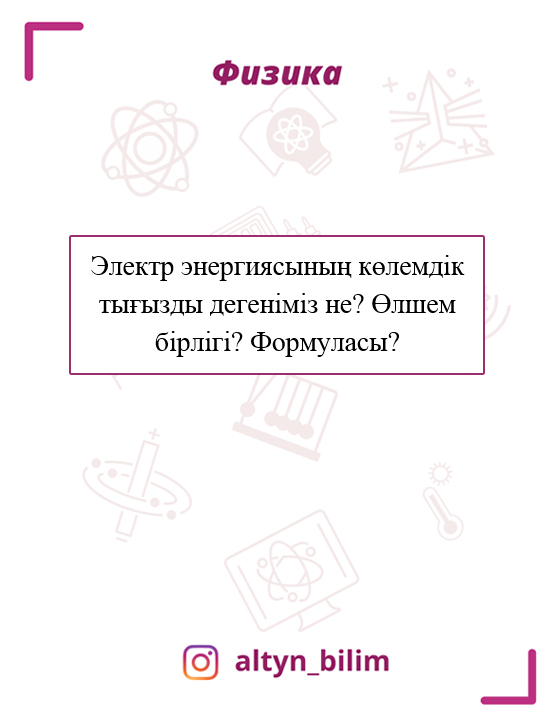 Физика
Электр энергиясының көлемдік
тығызды дегеніміз не? Өлшем
бірлігі? Формуласы?
altyn_bilim